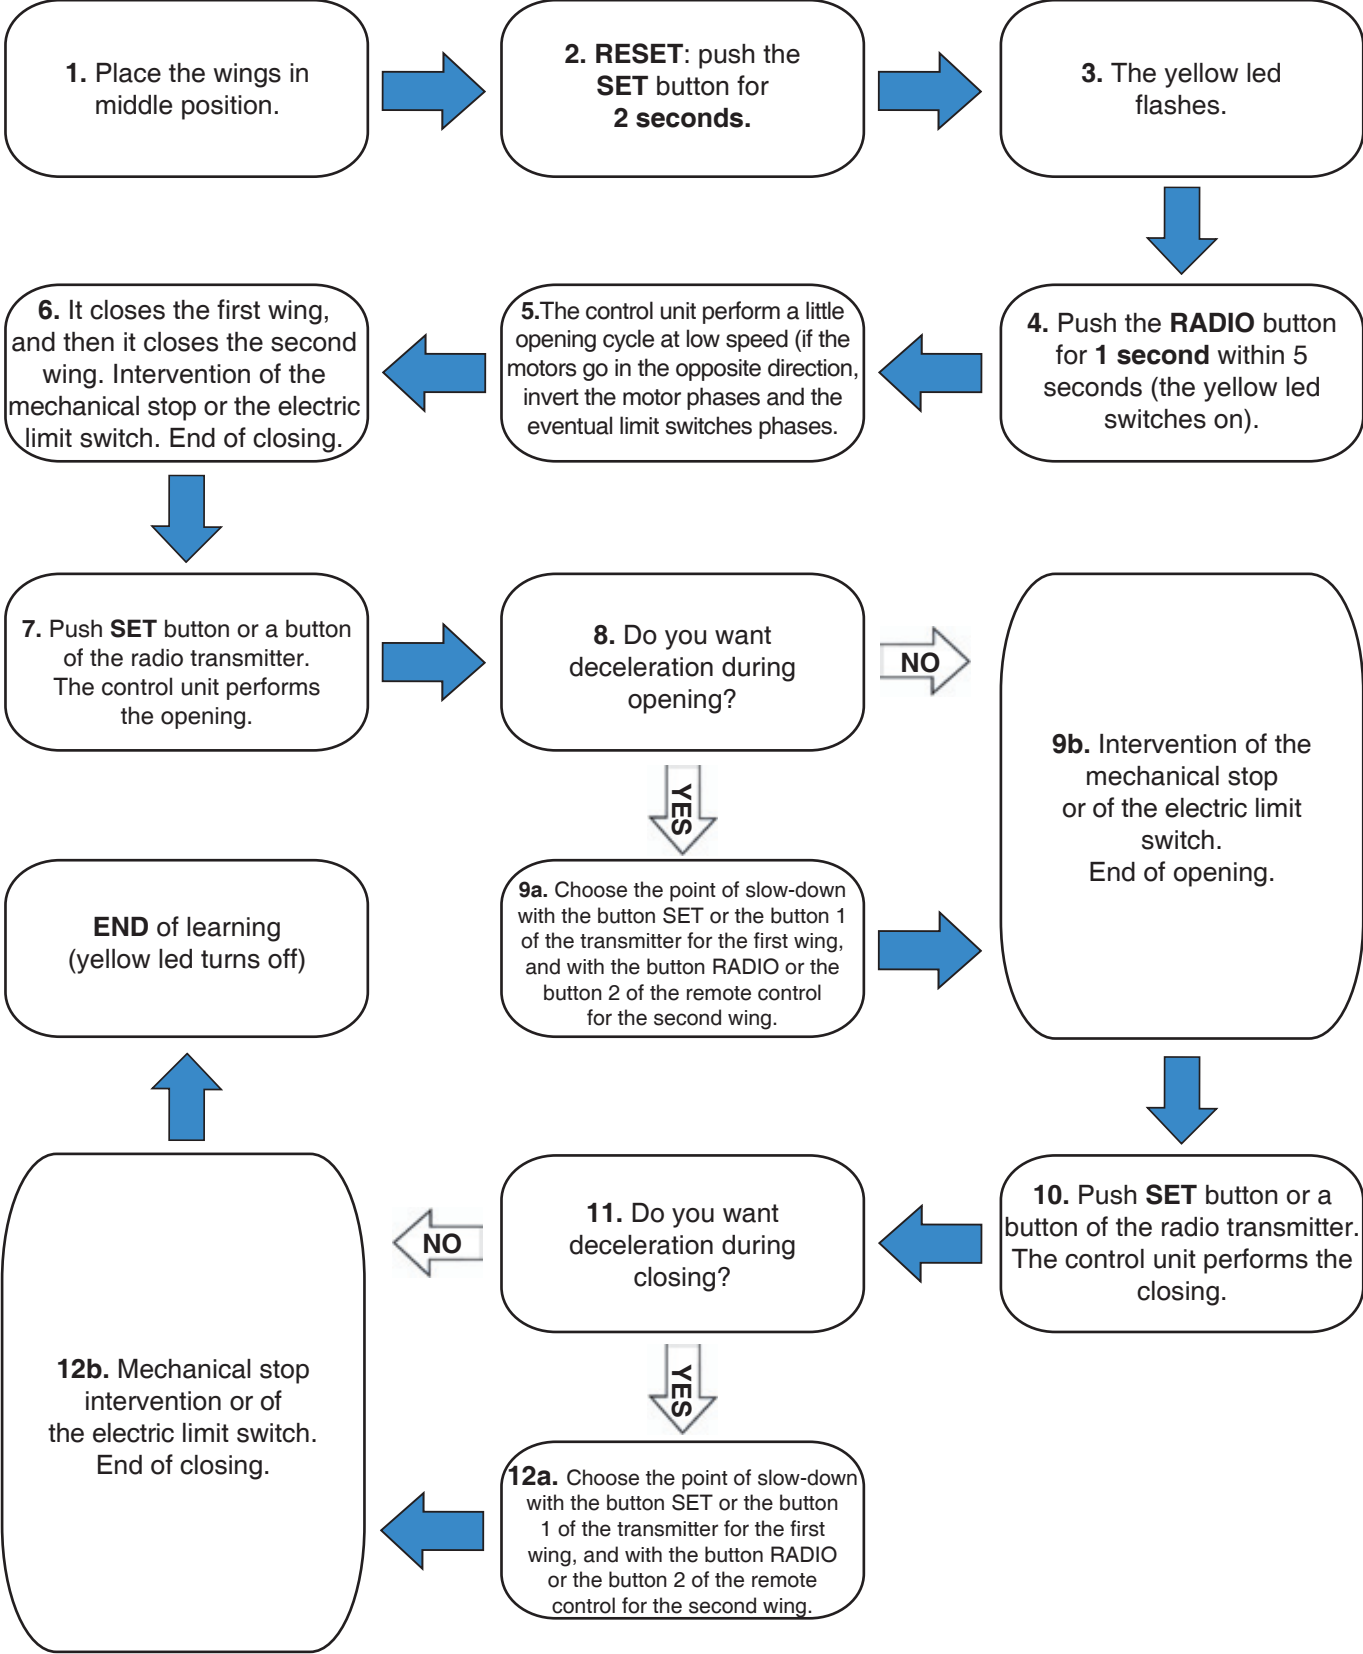 1. Place the wings in
middle position.
2. RESET: push the
SET button for
2 seconds.
3. The yellow led
flashes.
4. Push the RADIO button
for 1 second within 5
seconds (the yellow led
switches on).
5.The control unit perform a little
opening cycle at low speed (if the
motors go in the opposite direction,
invert the motor phases and the
eventual limit switches phases.
6. It closes the first wing,
and then it closes the second
wing. Intervention of the
mechanical stop or the electric
limit switch. End of closing.
7. Push SET button or a button
of the radio transmitter.
The control unit performs
the opening.
8. Do you want
deceleration during
opening?
NO
YES
9a. Choose the point of slow-down
with the button SET or the button 1
of the transmitter for the first wing,
and with the button RADIO or the
button 2 of the remote control
for the second wing.
9b. Intervention of the
mechanical stop
or of the electric limit
switch.
End of opening.
10. Push SET button or a
button of the radio transmitter.
The control unit performs the
closing.
11. Do you want
deceleration during
closing?
NO
YES
12a. Choose the point of slow-down
with the button SET or the button
1 of the transmitter for the first
wing, and with the button RADIO
or the button 2 of the remote
control for the second wing.
12b. Mechanical stop
intervention or of
the electric limit switch.
End of closing.
END of learning
(yellow led turns off)